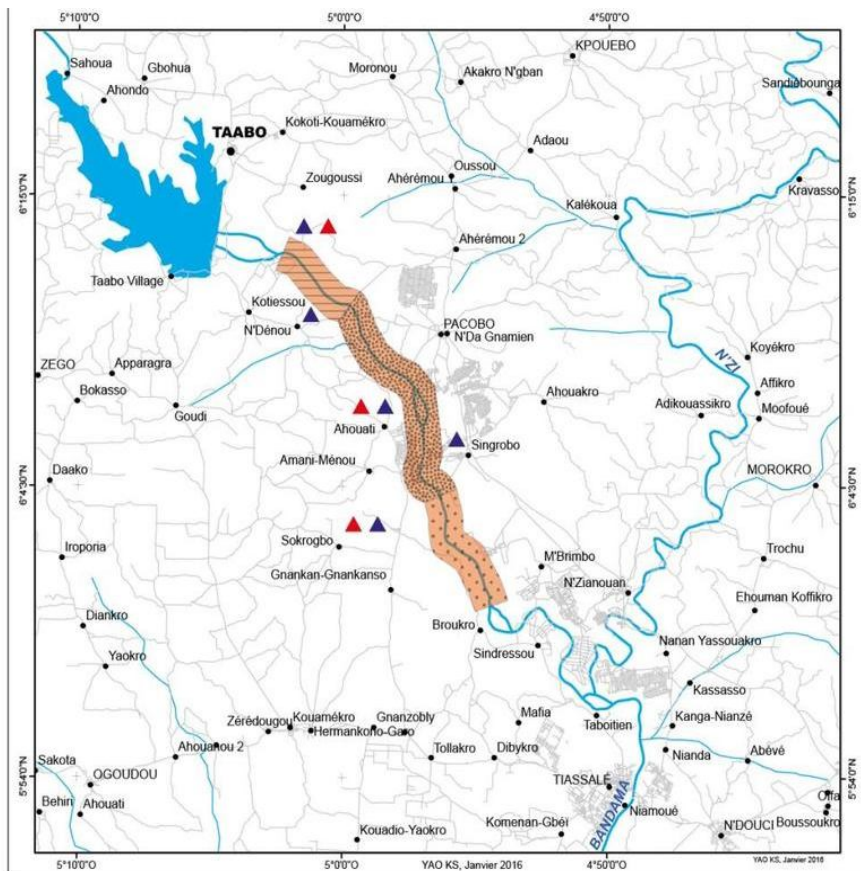 5°10'0"O
5°0'0"O
4°50'0"O
KPOUEBO
Sahoua
Gbohua
Moronou
Akakro N'gban
Sandiébounga
Ahondo
TAABO
Kokoti-Kouamékro
Adaou
Oussou
6°15'0"N
6°15'0"N
Zougoussi
Ahérémou
Kravasso
Kalékoua
Ahérémou 2
Taabo Village
Kotiessou
N'Dénou
PACOBO
N'Da Gnamien
N'ZI
Koyékro
ZEGO
Apparagra
Bokasso
Goudi
Ahouakro
Affikro
Adikouassikro
Moofoué
Ahouati
Singrobo
Amani-Ménou
Daako
MOROKRO
6°4'30"N
6°4'30"N
Sokrogbo
Iroporia
M'Brimbo
Trochu
Gnankan-Gnankanso
N'Zianouan
Ehouman Koffikro
Diankro
Broukro
Sindressou
Nanan Yassouakro
Yaokro
Kassasso
Zérédougou
Kouamékro
Gnanzobly
Mafia
Taboitien
Kanga-Nianzé
Hermankono-Garo
Ahouanou 2
Tollakro
Dibykro
Nianda
Abévé
Sakota
OGOUDOU
TIASSALÉ
5°54'0"N
5°54'0"N
Behin
Ahouati
BANDAMA
Niamoué
Offa
Boussoukro
Kouadio-Yaokro
Komenan-Gbéi
N'DOUCI
5°10'0"O
5°0'0"O
YAO KS, Janvier 2016
4°50'0"O
YAO KS, Janvier 2016